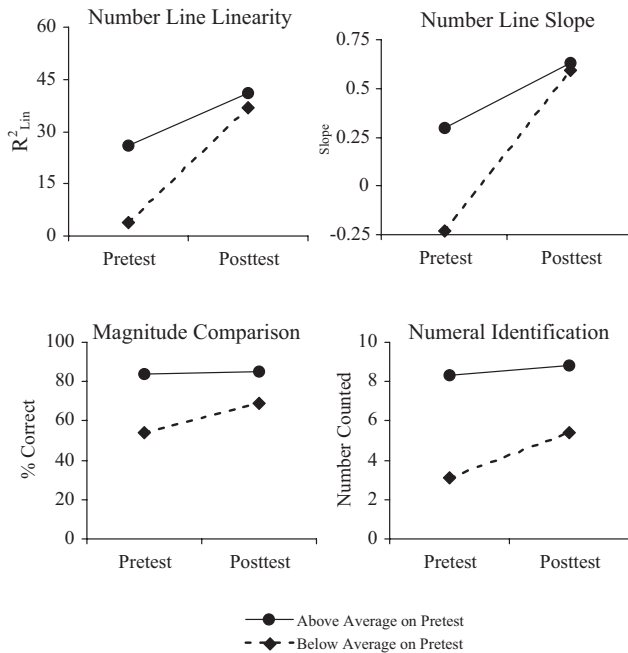 Number Line Linearity
60
45
30
15
0
R²Lin
Pretest
Posttest
Number Line Slope
0.75
0.5
0.25
0
-0.25
Slope
Pretest
Posttest
Magnitude Comparison
100
80
60
40
20
0
% Correct
Pretest
Posttest
Numeral Identification
10
8
6
4
2
0
Number Counted
Pretest
Posttest
Above Average on Pretest
Below Average on Pretest